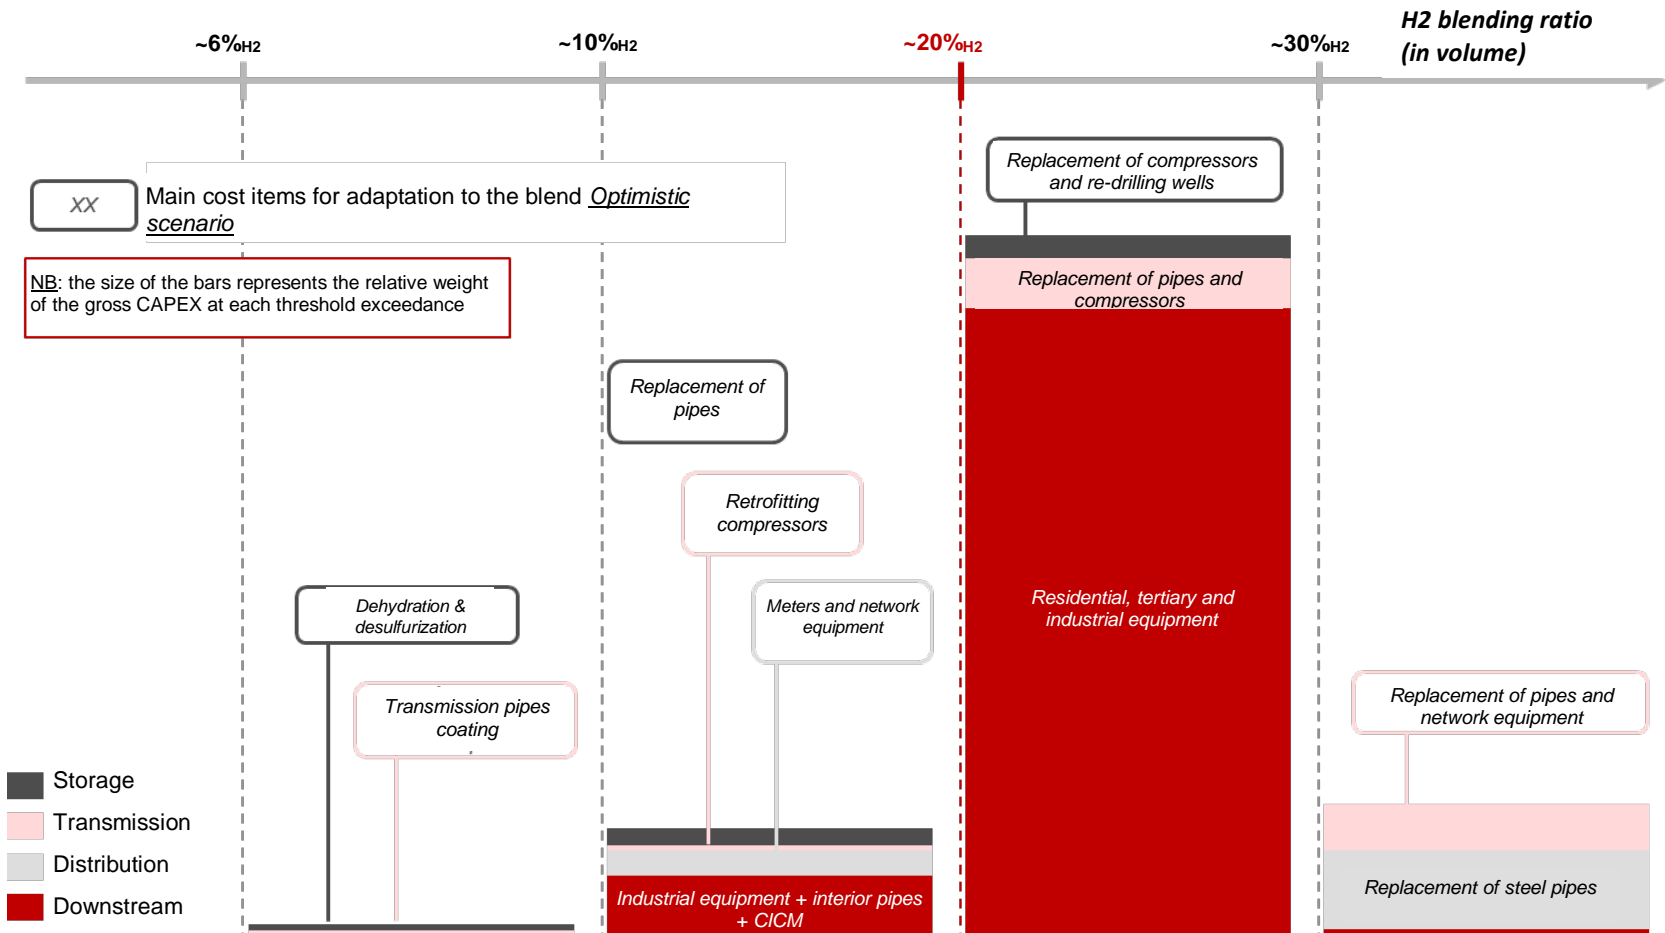 H2 blending ratio
(in volume)
~6%H2
~10%H2
~20%H2
~30%H2
XX
Main cost items for adaptation to the blend Optimistic
scenario
NB: the size of the bars represents the relative weight
of the gross CAPEX at each threshold exceedance
Replacement of compressors
and re-drilling wells
Replacement of pipes and
compressors
Replacement of
pipes
Retrofitting
compressors
Dehydration &
desulfurization
Meters and network
equipment
Residential, tertiary and
industrial equipment
Transmission pipes
coating
Replacement of pipes and
network equipment
Storage
Transmission
Distribution
Downstream
Industrial equipment + interior pipes
+ CICM
Replacement of steel pipes